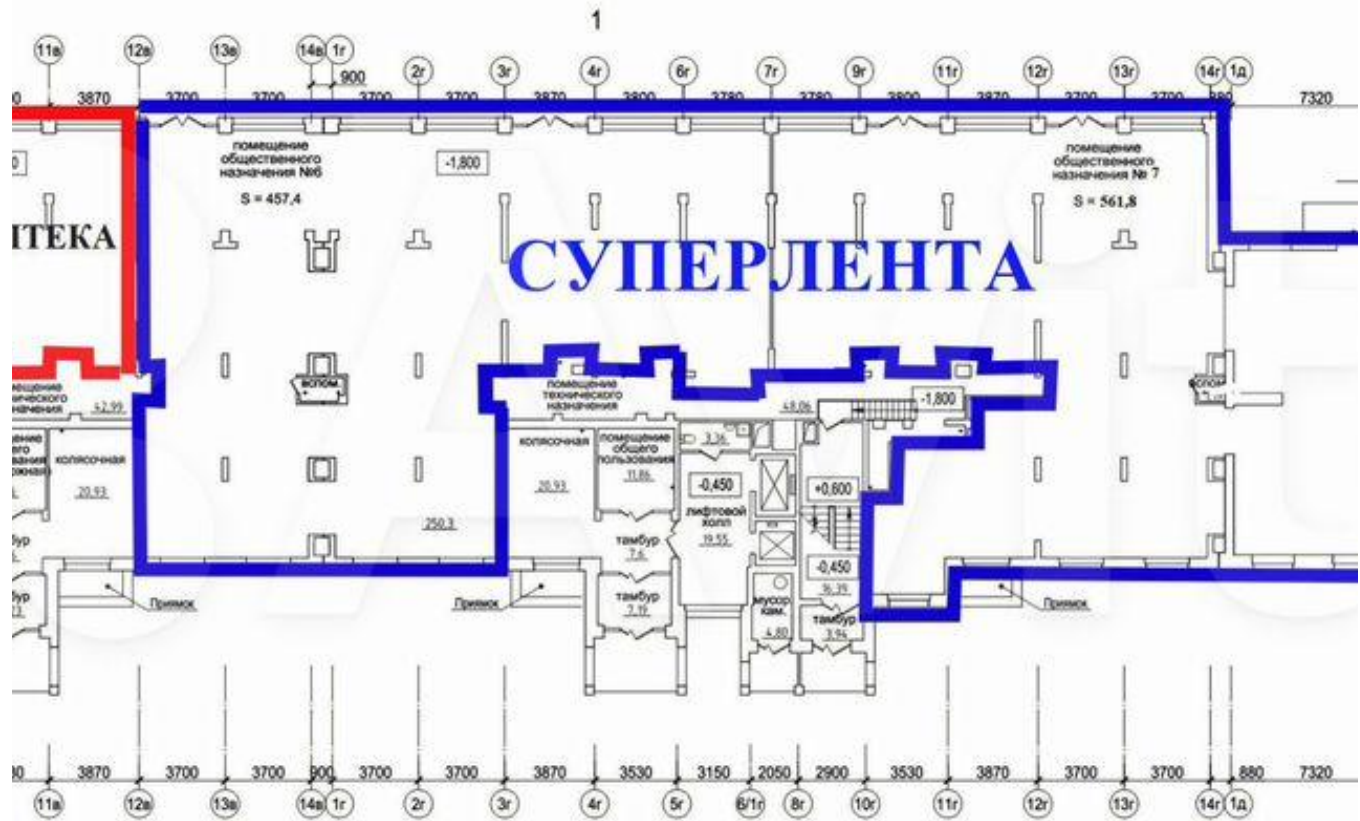 1
11в 12в 13в 14в 1г 2г 3г 4г 6г 7г 9г 11г 12г 13г 14г 1д
900
3870 3700 3700 3700 3700 3870 3800 3780 3780 3800 3870 3700 3700 880 7320
помещение
общественного
назначения №6
S = 457,4
-1,800
помещение
общественного
назначения № 7
S = 561,8
ПТЕКА
СУПЕРЛЕНТА
вспом.
вспом.
42.99
помещение
технического
назначения
48.06
-1,800
колясочная
20.93
250.3
колясочная
20.93
помещение
общего
пользования
11.86
3.36
-0,450
лифтовой
холл
19.55
+0,600
-0,450
16.39
тамбур
7.6
тамбур
7.19
мусор
кам.
4.80
тамбур
3.94
Приямок
Приямок
Приямок
3870 3700 3700 900 3700 3700 3870 3530 3150 2050 2900 3530 3870 3700 3700 880 7320
11в 12в 13в 14в 1г 2г 3г 4г 5г 6/1г 8г 10г 11г 12г 13г 14г 1д